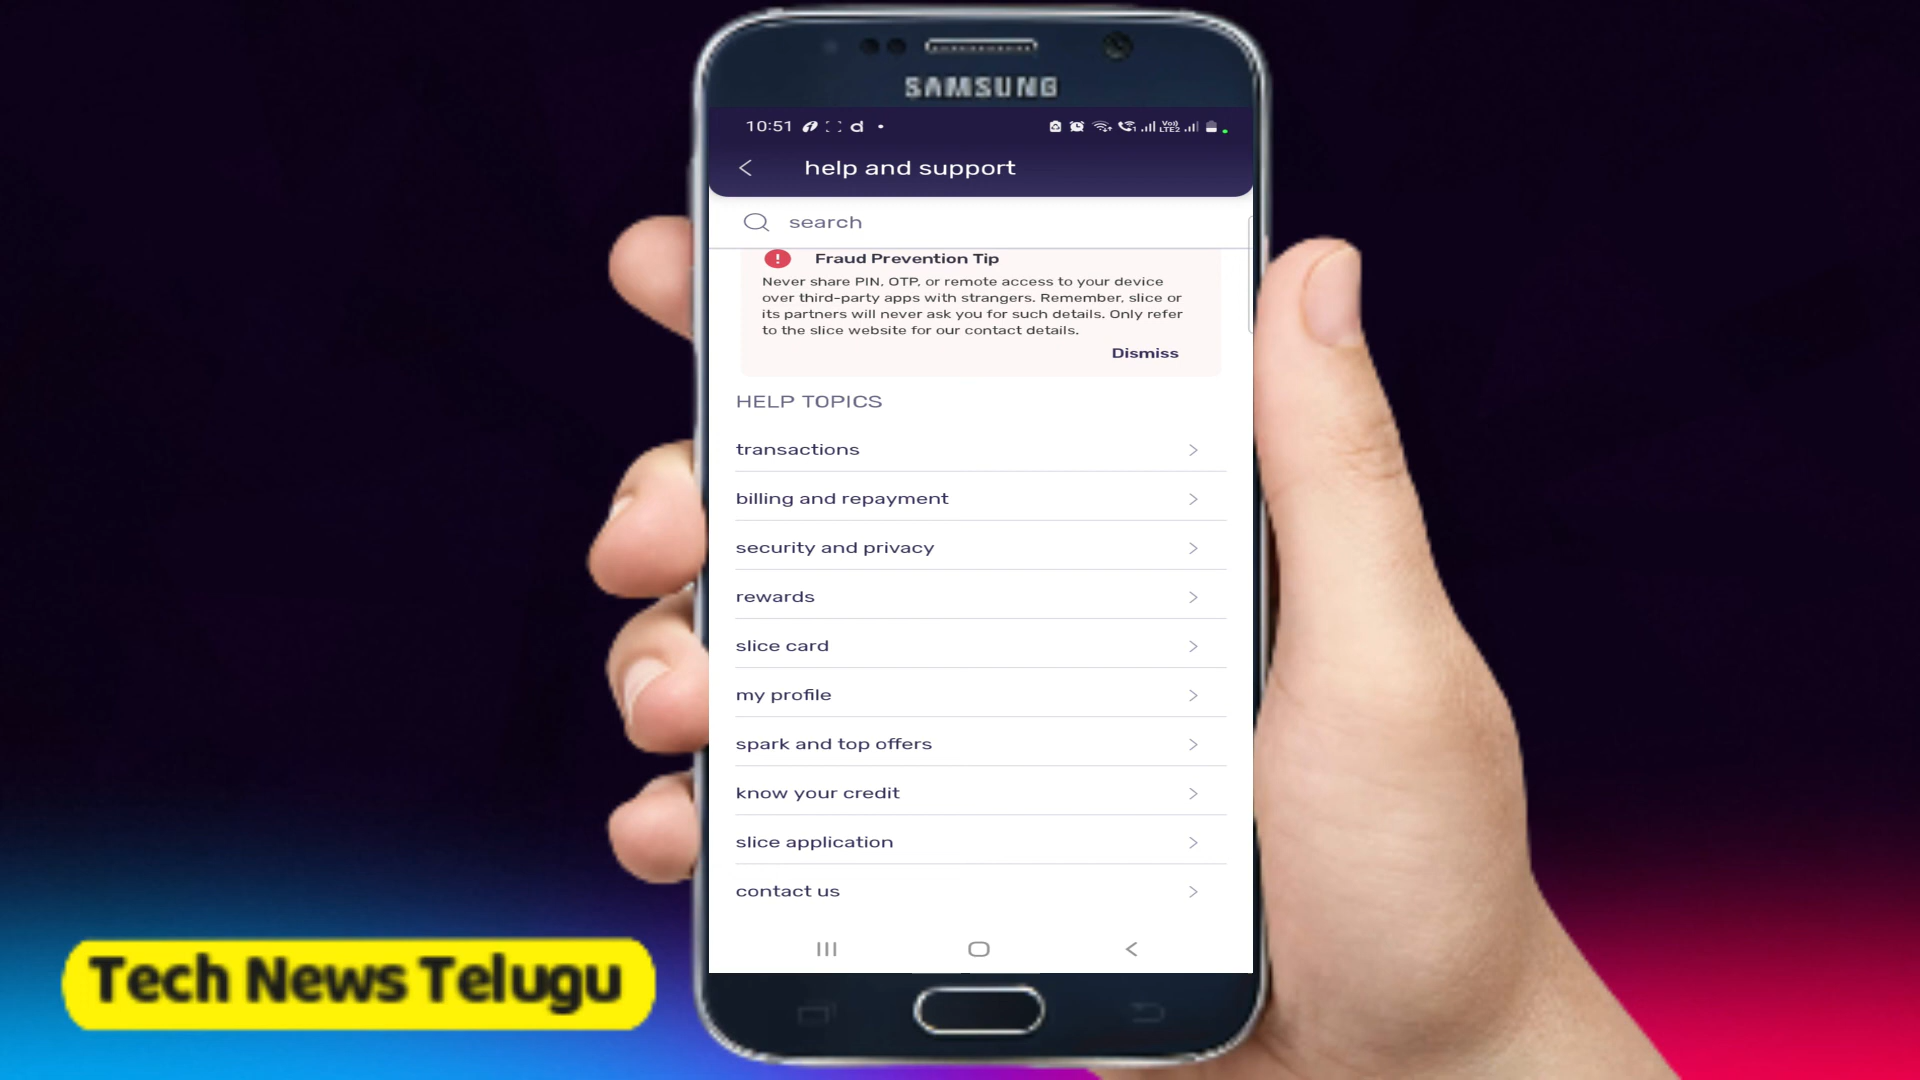 SAMSUNG
10:51
help and support
search
Fraud Prevention Tip
Never share PIN, OTP, or remote access to your device
over third-party apps with strangers. Remember, slice or
its partners will never ask you for such details. Only refer
to the slice website for our contact details.
Dismiss
HELP TOPICS
transactions
billing and repayment
security and privacy
rewards
slice card
my profile
spark and top offers
know your credit
slice application
contact us
Tech News Telugu